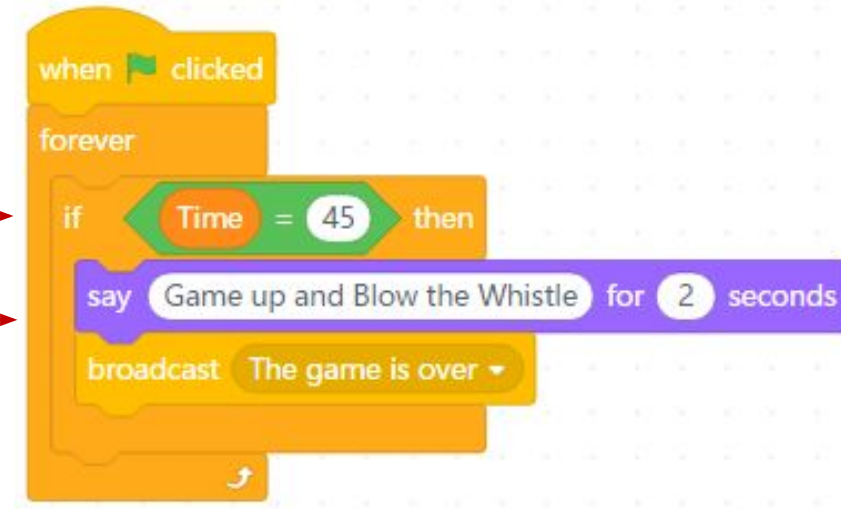 when clicked
forever
if Time = 45 then
say Game up and Blow the Whistle for 2 seconds
broadcast The game is over